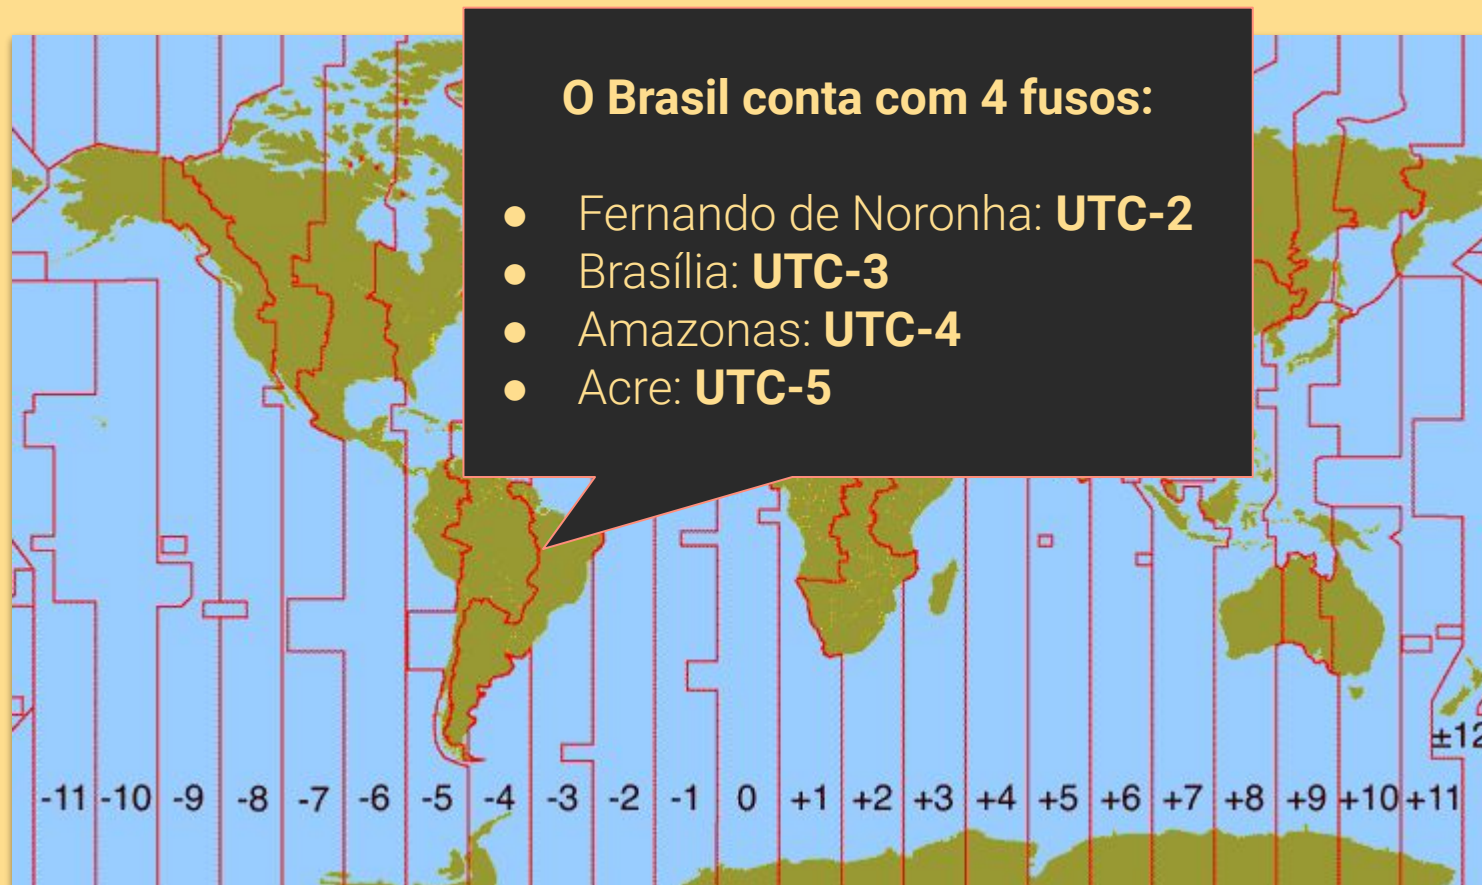 O Brasil conta com 4 fusos:
● Fernando de Noronha: UTC-2
● Brasília: UTC-3
● Amazonas: UTC-4
● Acre: UTC-5
±12
-11 -10 -9 -8 -7 -6 -5 -4 -3 -2 -1 0 +1 +2 +3 +4 +5 +6 +7 +8 +9 +10 +11